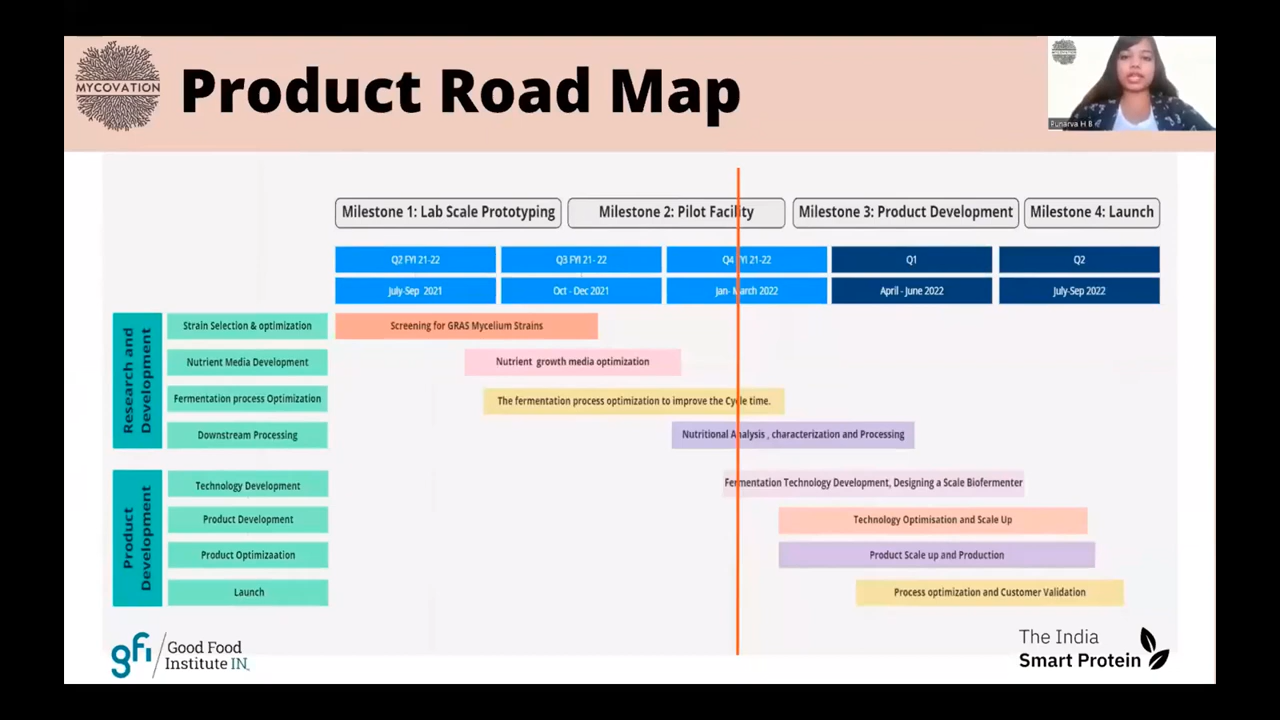 MYCOVATION
Product Road Map
Punarva H B
Milestone 1: Lab Scale Prototyping
Milestone 2: Pilot Facility
Milestone 3: Product Development
Milestone 4: Launch
Q2 FYI 21-22
Q3 FYI 21- 22
Q4 FYI 21-22
Q1
Q2
July-Sep 2021
Oct - Dec 2021
Jan- March 2022
April - June 2022
July-Sep 2022
Research and
Development
Strain Selection & optimization
Screening for GRAS Mycelium Strains
Nutrient Media Development
Nutrient growth media optimization
Fermentation process Optimization
The fermentation process optimization to improve the Cycle time.
Downstream Processing
Nutritional Analysis , characterization and Processing
Product
Development
Technology Development
Fermentation Technology Development, Designing a Scale Biofermenter
Product Development
Technology Optimisation and Scale Up
Product Optimizaation
Product Scale up and Production
Launch
Process optimization and Customer Validation
gfi
Good Food
Institute IN.
The India
Smart Protein